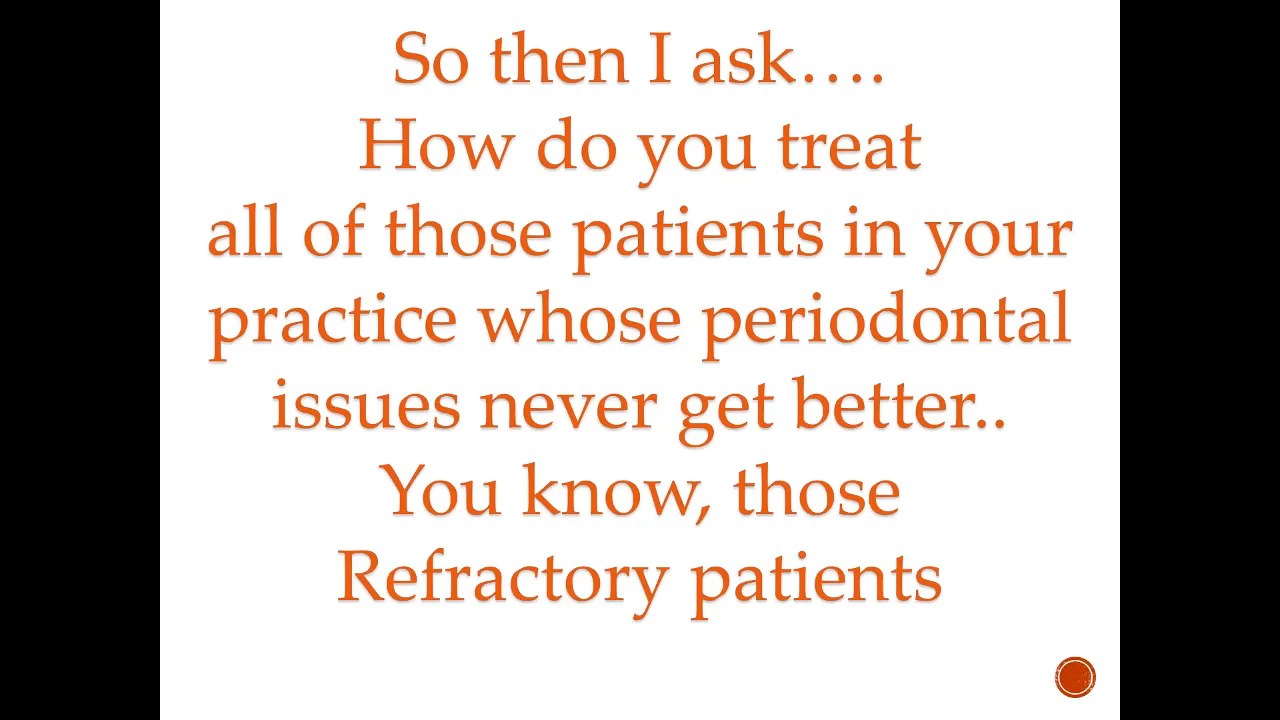 So then I ask….
How do you treat
all of those patients in your
practice whose periodontal
issues never get better..
You know, those
Refractory patients